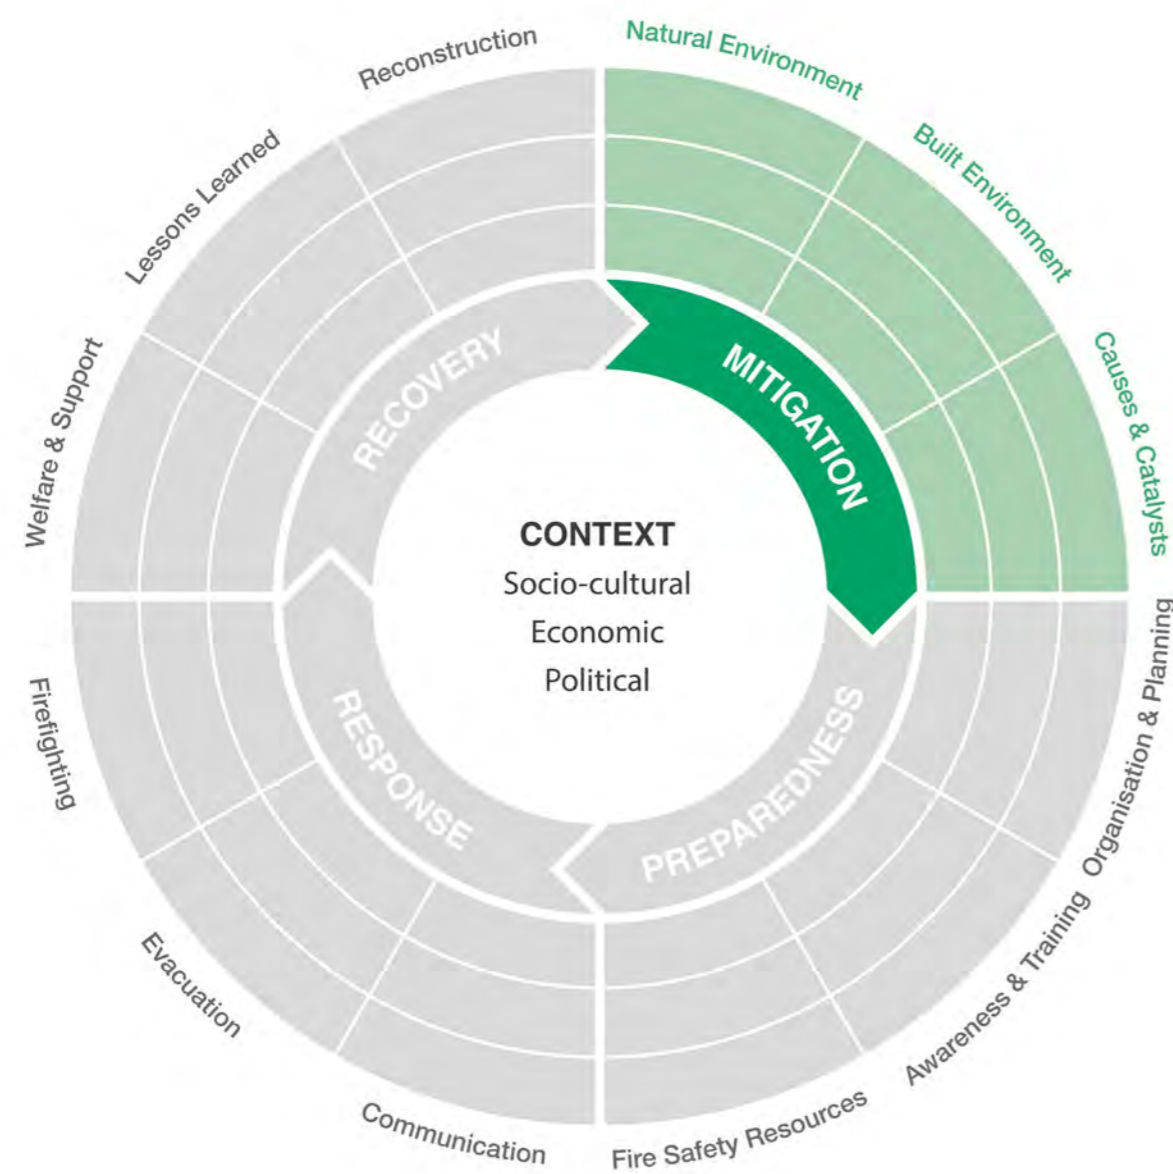 Reconstruction
Natural Environment
Lessons Learned
Built Environment
Welfare & Support
Causes & Catalysts
RECOVERY
MITIGATION
CONTEXT
Socio-cultural
Economic
Political
RESPONSE
PREPAREDNESS
Firefighting
Organisation & Planning
Evacuation
Awareness & Training
Communication
Fire Safety Resources